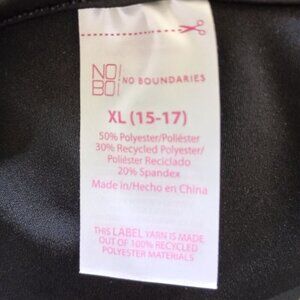 NO
BO
NO BOUNDARIES
XL (15-17)
50% Polyester/Poliéster
30% Recycled Polyester/
Poliéster Reciclado
20% Spandex
Made in/Hecho en China
THIS LABEL YARN IS MADE
OUT OF 100% RECYCLED
POLYESTER MATERIALS